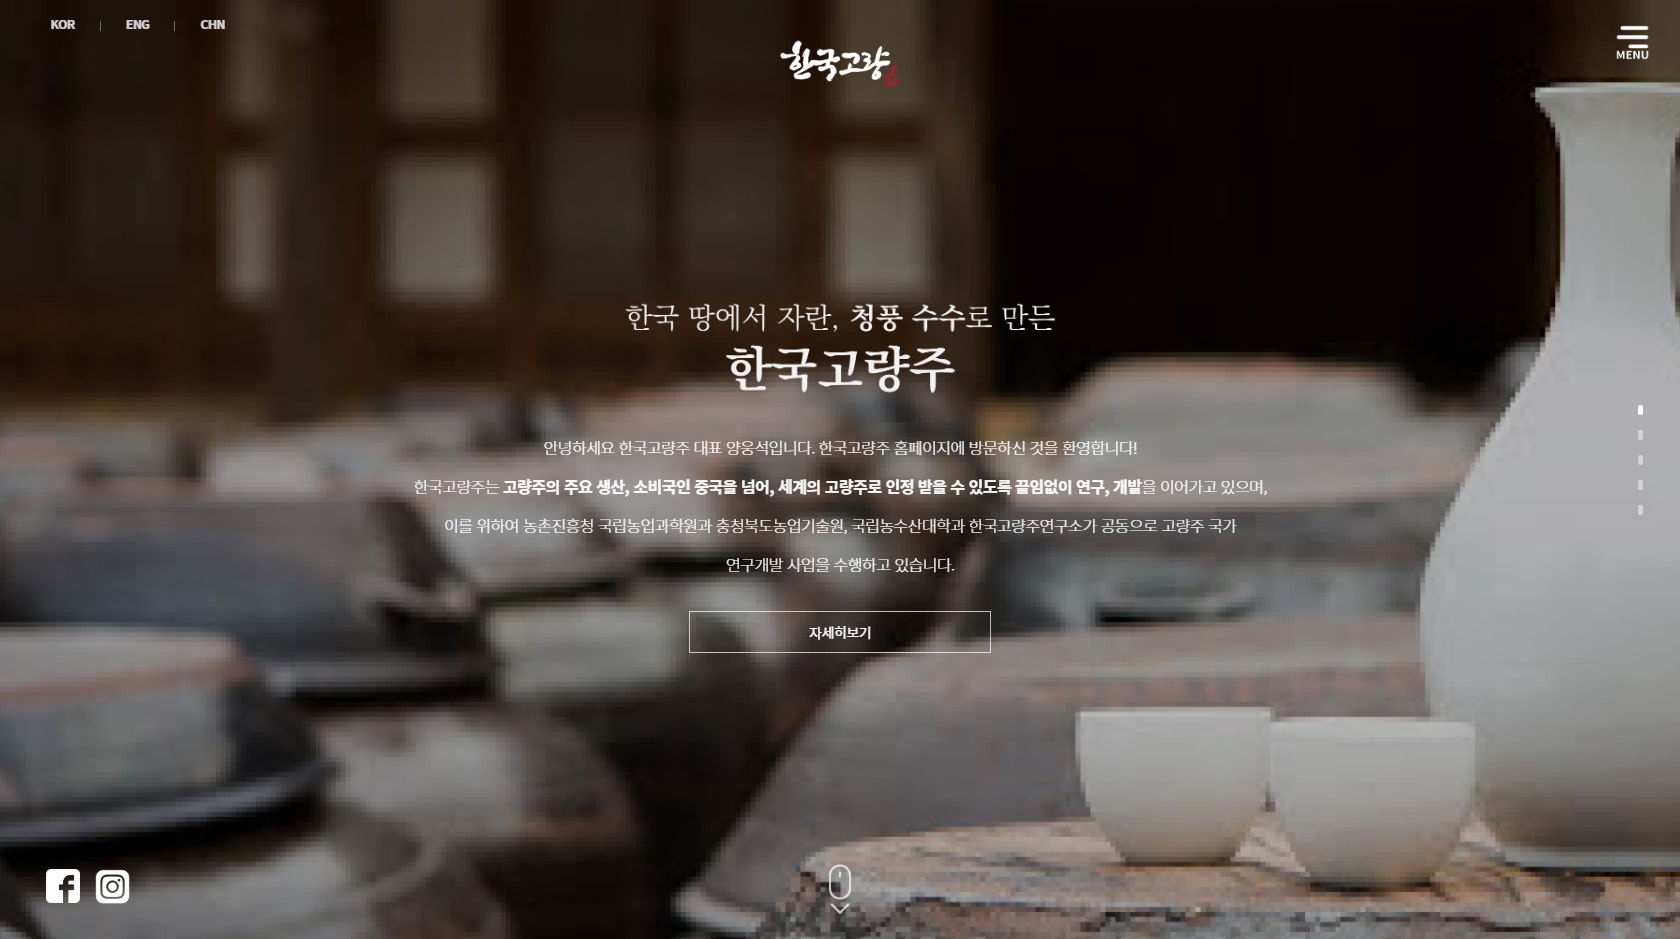 KOR
ENG
CHN
한국고량
MENU
한국 땅에서 자란, 청풍 수수로 만든
한국고량주
안녕하세요 한국고량주 대표 양웅석입니다. 한국고량주 홈페이지에 방문하신 것을 환영합니다!
한국고량주는 고량주의 주요 생산, 소비국인 중국을 넘어, 세계의 고량주로 인정 받을 수 있도록 끝임없이 연구, 개발을 이어가고 있으며,
이를 위하여 농촌진흥청 국립농업과학원과 충청북도농업기술원, 국립농수산대학과 한국고량주연구소가 공동으로 고량주 국가
연구개발 사업을 수행하고 있습니다.
자세히보기